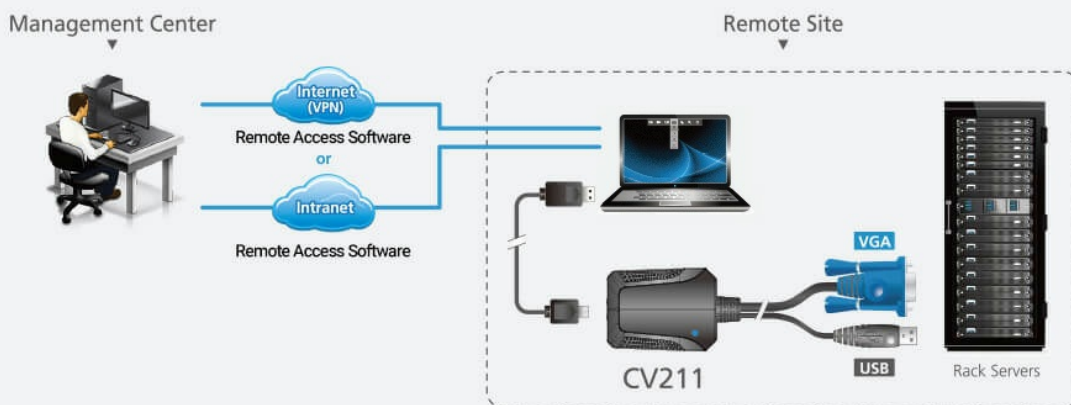 Management Center
Remote Site
Internet
(VPN)
Remote Access Software
or
Intranet
Remote Access Software
VGA
USB
CV211
Rack Servers